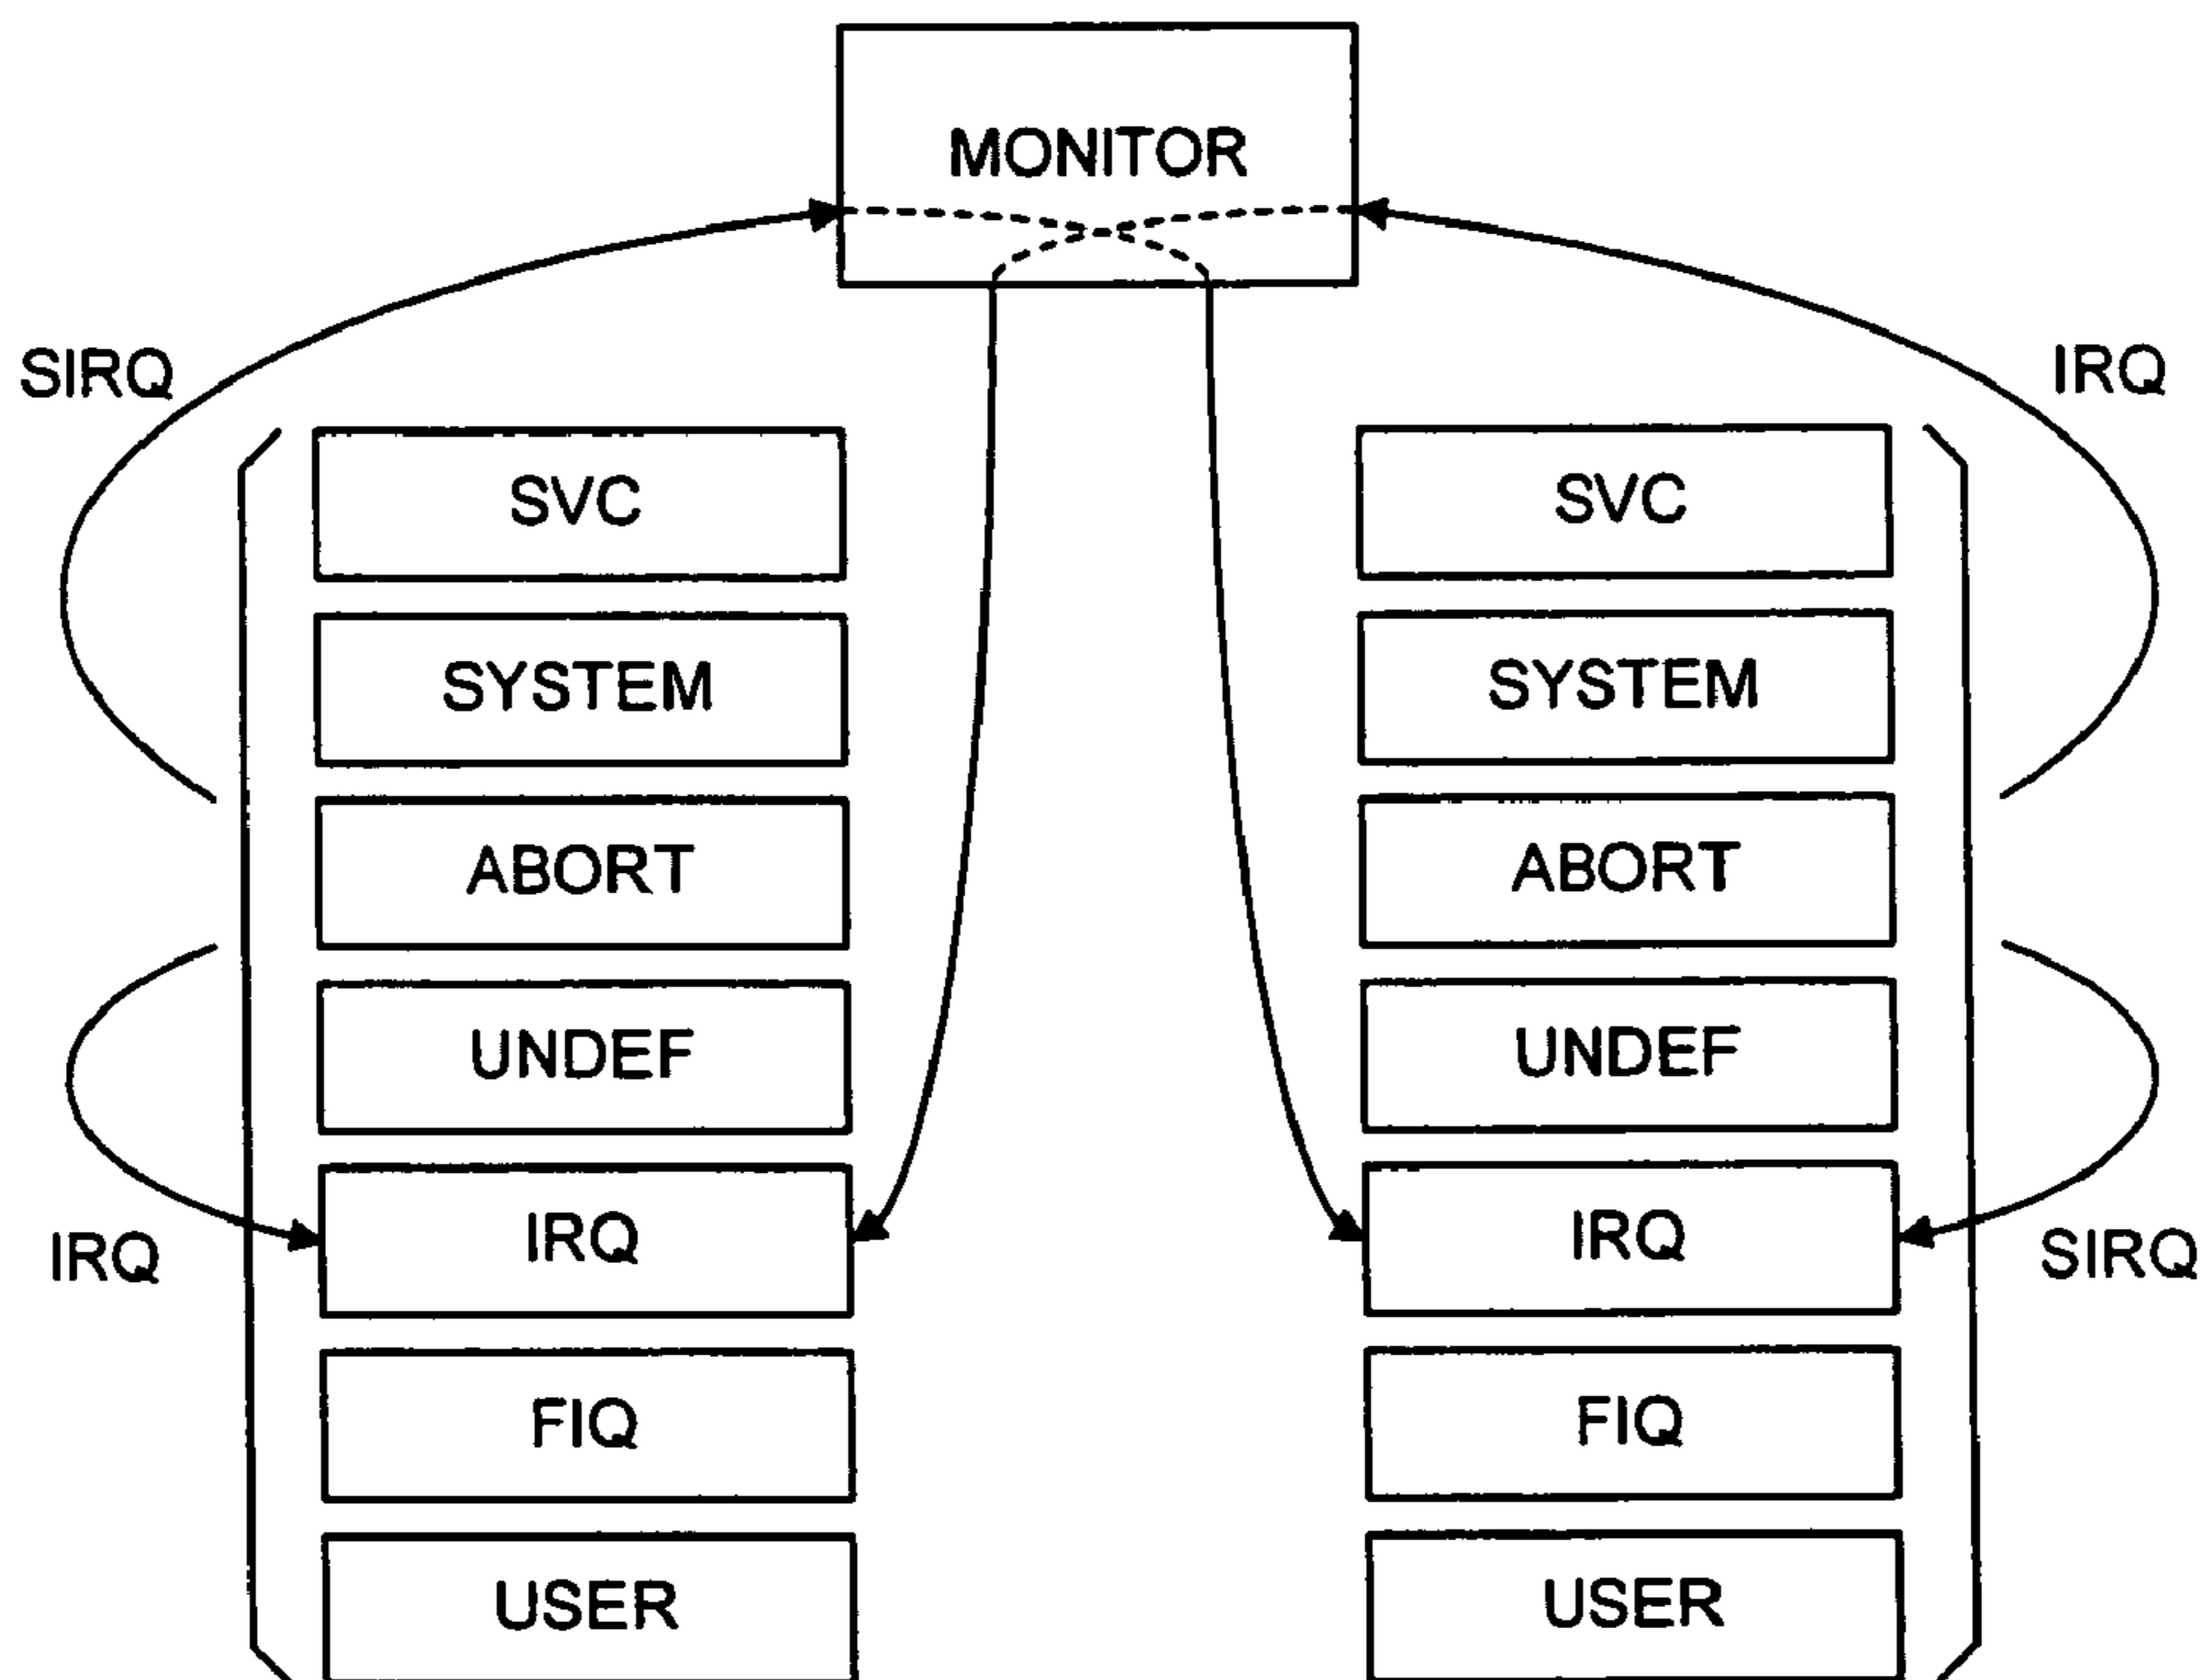 MONITOR
SIRQ
IRQ
SVC
SVC
SYSTEM
SYSTEM
ABORT
ABORT
UNDEF
UNDEF
IRQ
IRQ
IRQ
SIRQ
FIQ
FIQ
USER
USER